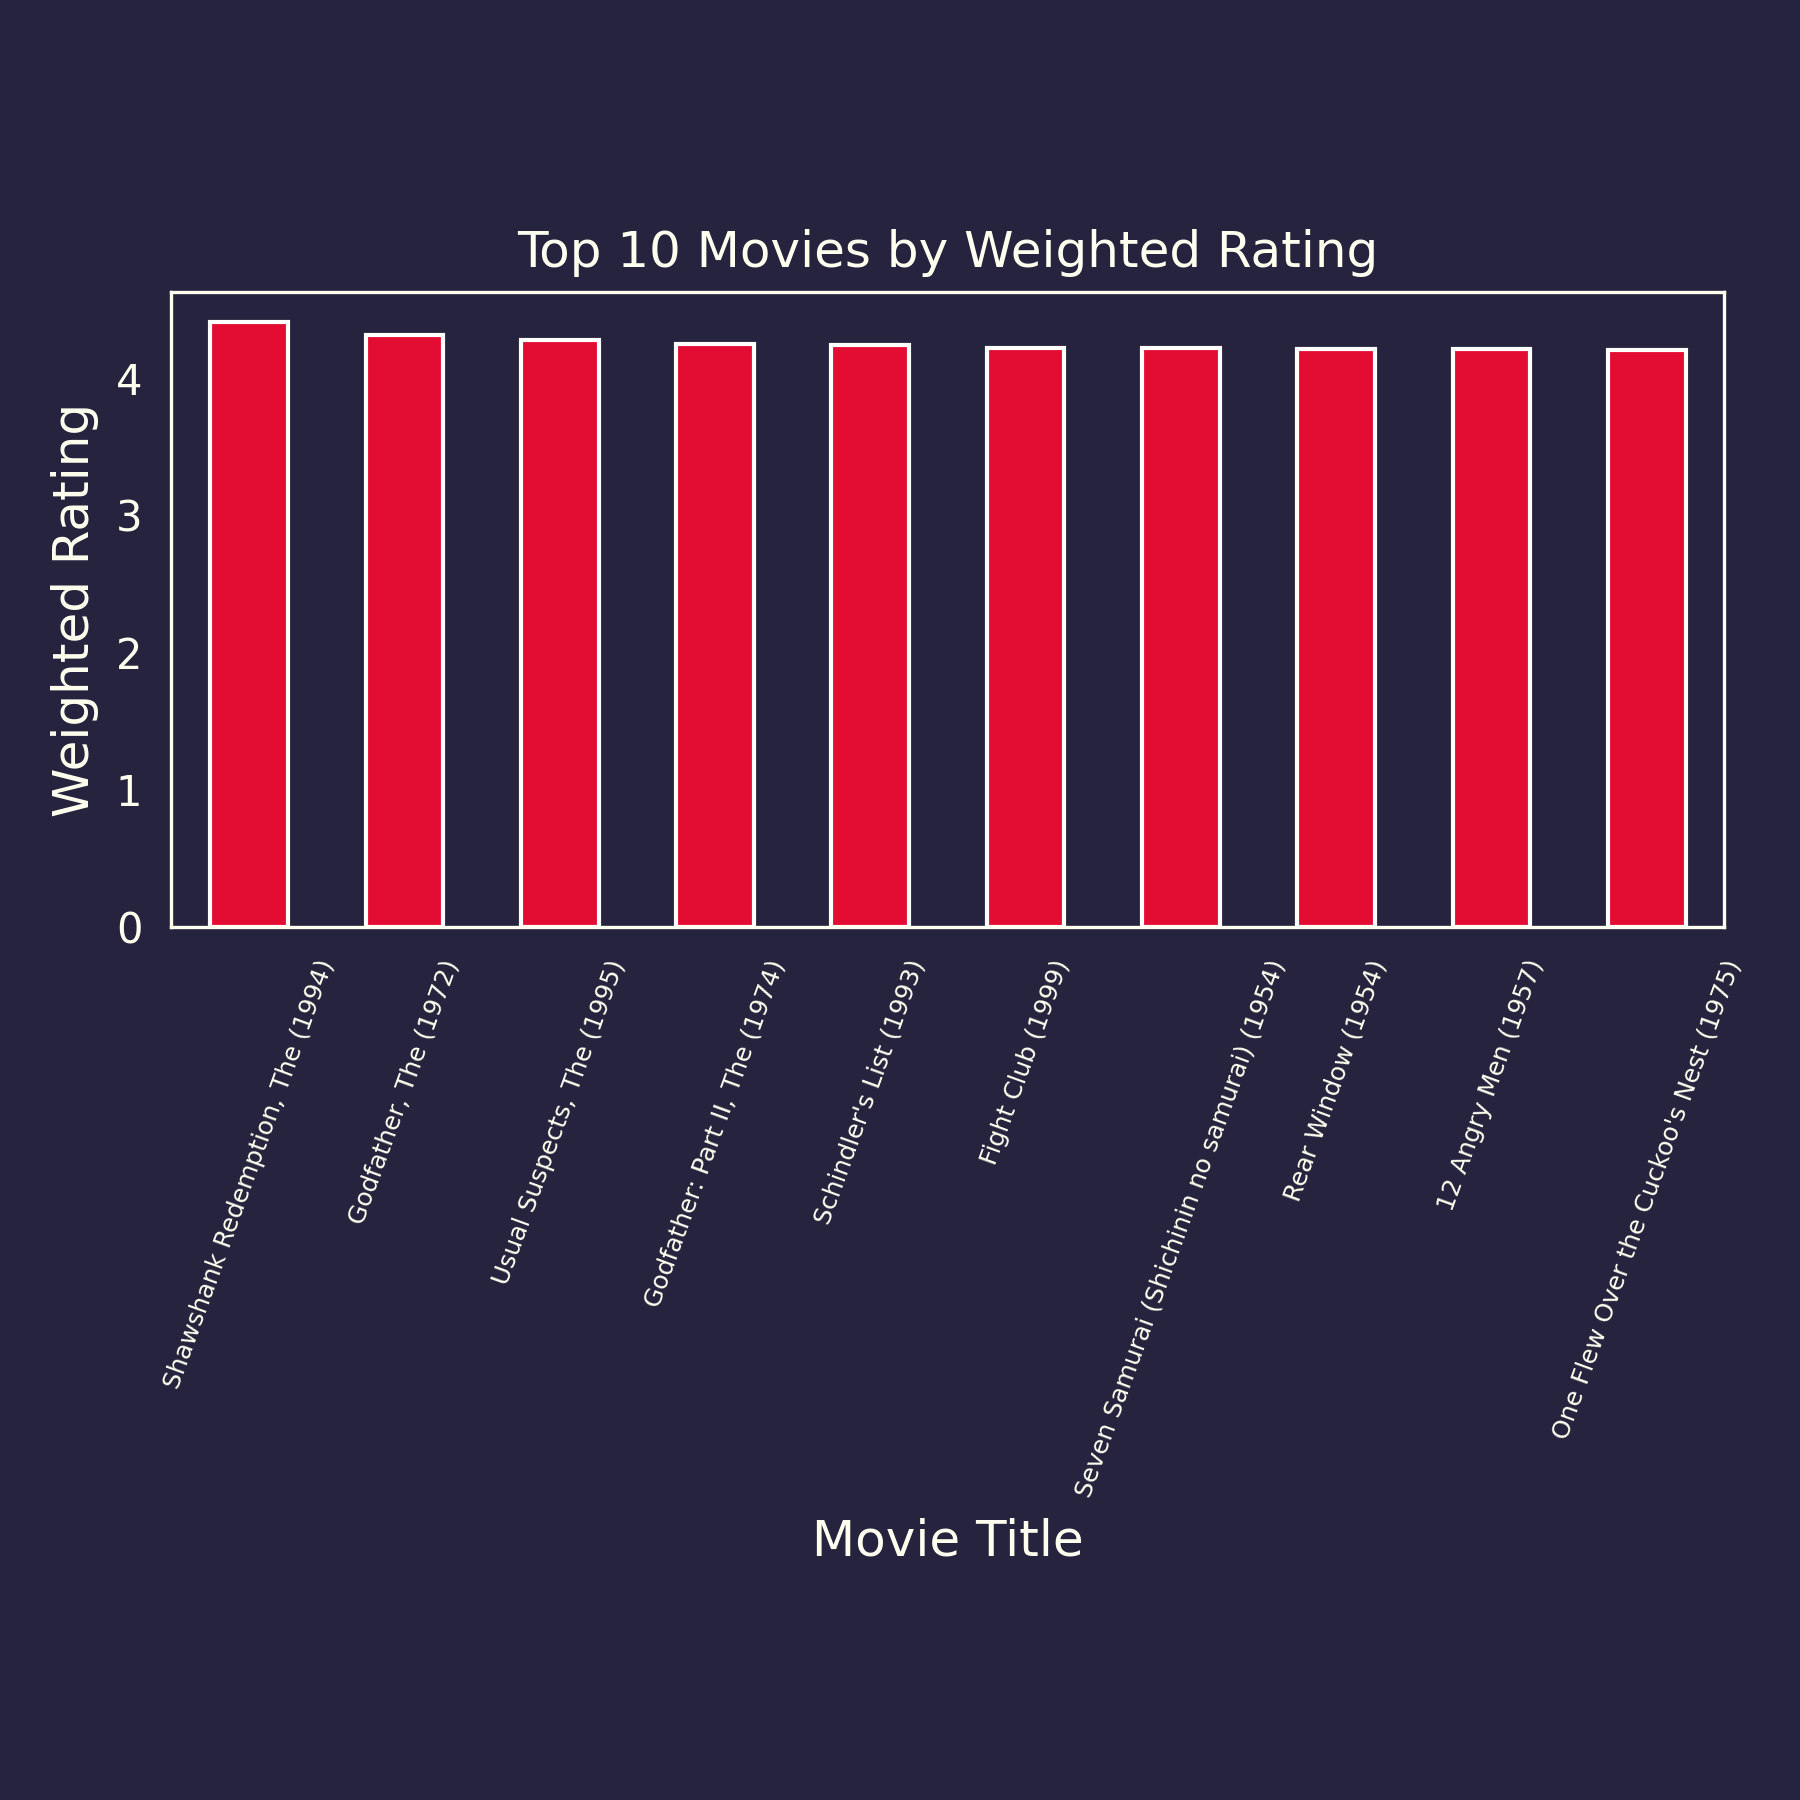 Top 10 Movies by Weighted Rating
Weighted Rating
4
3
2
1
0
Shawshank Redemption, The (1994)
Godfather, The (1972)
Usual Suspects, The (1995)
Godfather: Part II, The (1974)
Schindler's List (1993)
Fight Club (1999)
Seven Samurai (Shichinin no samurai) (1954)
Rear Window (1954)
12 Angry Men (1957)
One Flew Over the Cuckoo's Nest (1975)
Movie Title